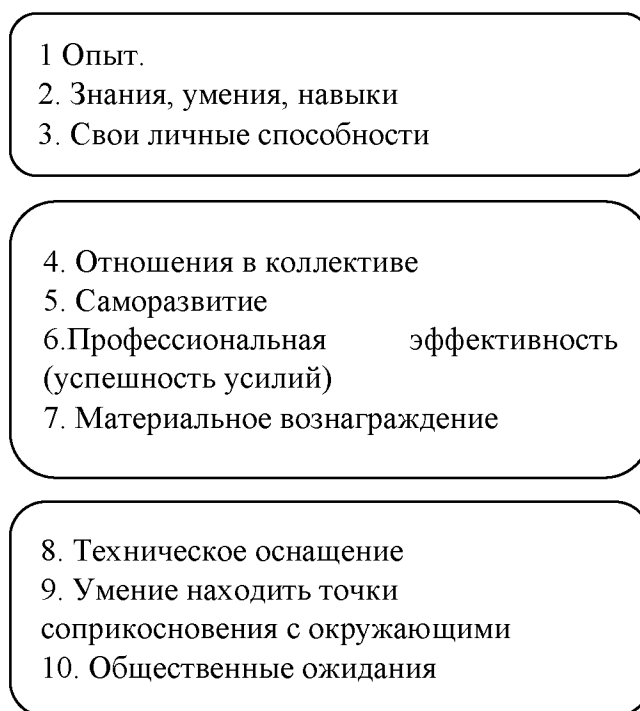 1 Опыт.
2. Знания, умения, навыки
3. Свои личные способности
4. Отношения в коллективе
5. Саморазвитие
6.Профессиональная эффективность
(успешность усилий)
7. Материальное вознаграждение
8. Техническое оснащение
9. Умение находить точки
соприкосновения с окружающими
10. Общественные ожидания